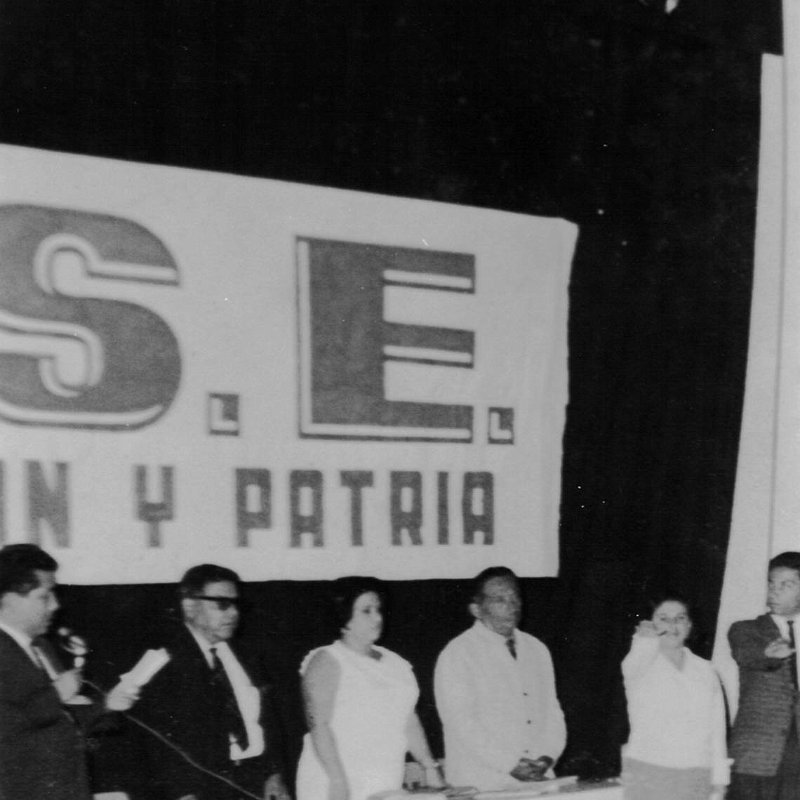 S. E.
Y PATRIA